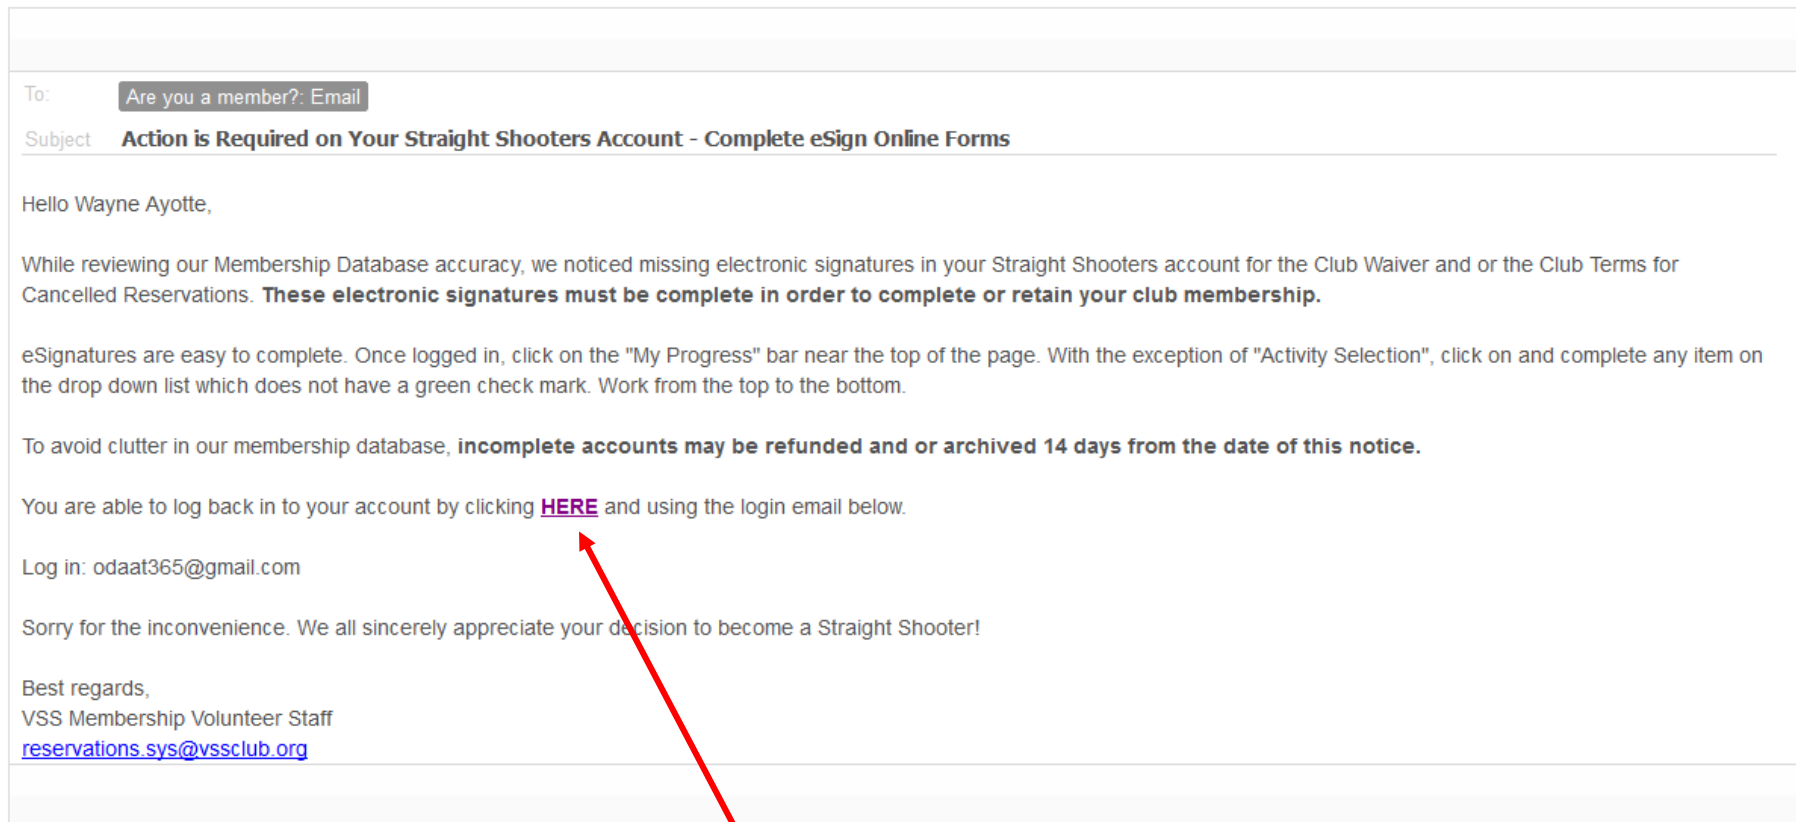 To: Are you a member?: Email
Subject Action is Required on Your Straight Shooters Account - Complete eSign Online Forms
Hello Wayne Ayotte,
While reviewing our Membership Database accuracy, we noticed missing electronic signatures in your Straight Shooters account for the Club Waiver and or the Club Terms for
Cancelled Reservations. These electronic signatures must be complete in order to complete or retain your club membership.
eSignatures are easy to complete. Once logged in, click on the "My Progress" bar near the top of the page. With the exception of "Activity Selection", click on and complete any item on
the drop down list which does not have a green check mark. Work from the top to the bottom.
To avoid clutter in our membership database, incomplete accounts may be refunded and or archived 14 days from the date of this notice.
You are able to log back in to your account by clicking HERE and using the login email below.
Log in: odaat365@gmail.com
Sorry for the inconvenience. We all sincerely appreciate your decision to become a Straight Shooter!
Best regards,
VSS Membership Volunteer Staff
reservations.sys@vssclub.org